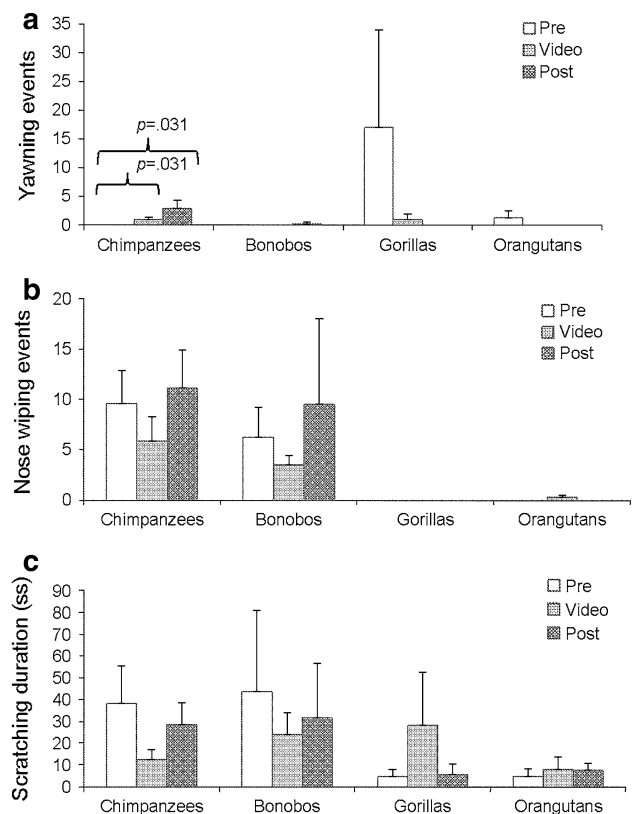 a
35
30
25
20
15
10
5
0
Yawning events
Pre
Video
Post
p=.031
p=.031
Chimpanzees Bonobos Gorillas Orangutans
b
20
15
10
5
0
Nose wiping events
Pre
Video
Post
Chimpanzees Bonobos Gorillas Orangutans
c
90
80
70
60
50
40
30
20
10
0
Scratching duration (ss)
Pre
Video
Post
Chimpanzees Bonobos Gorillas Orangutans